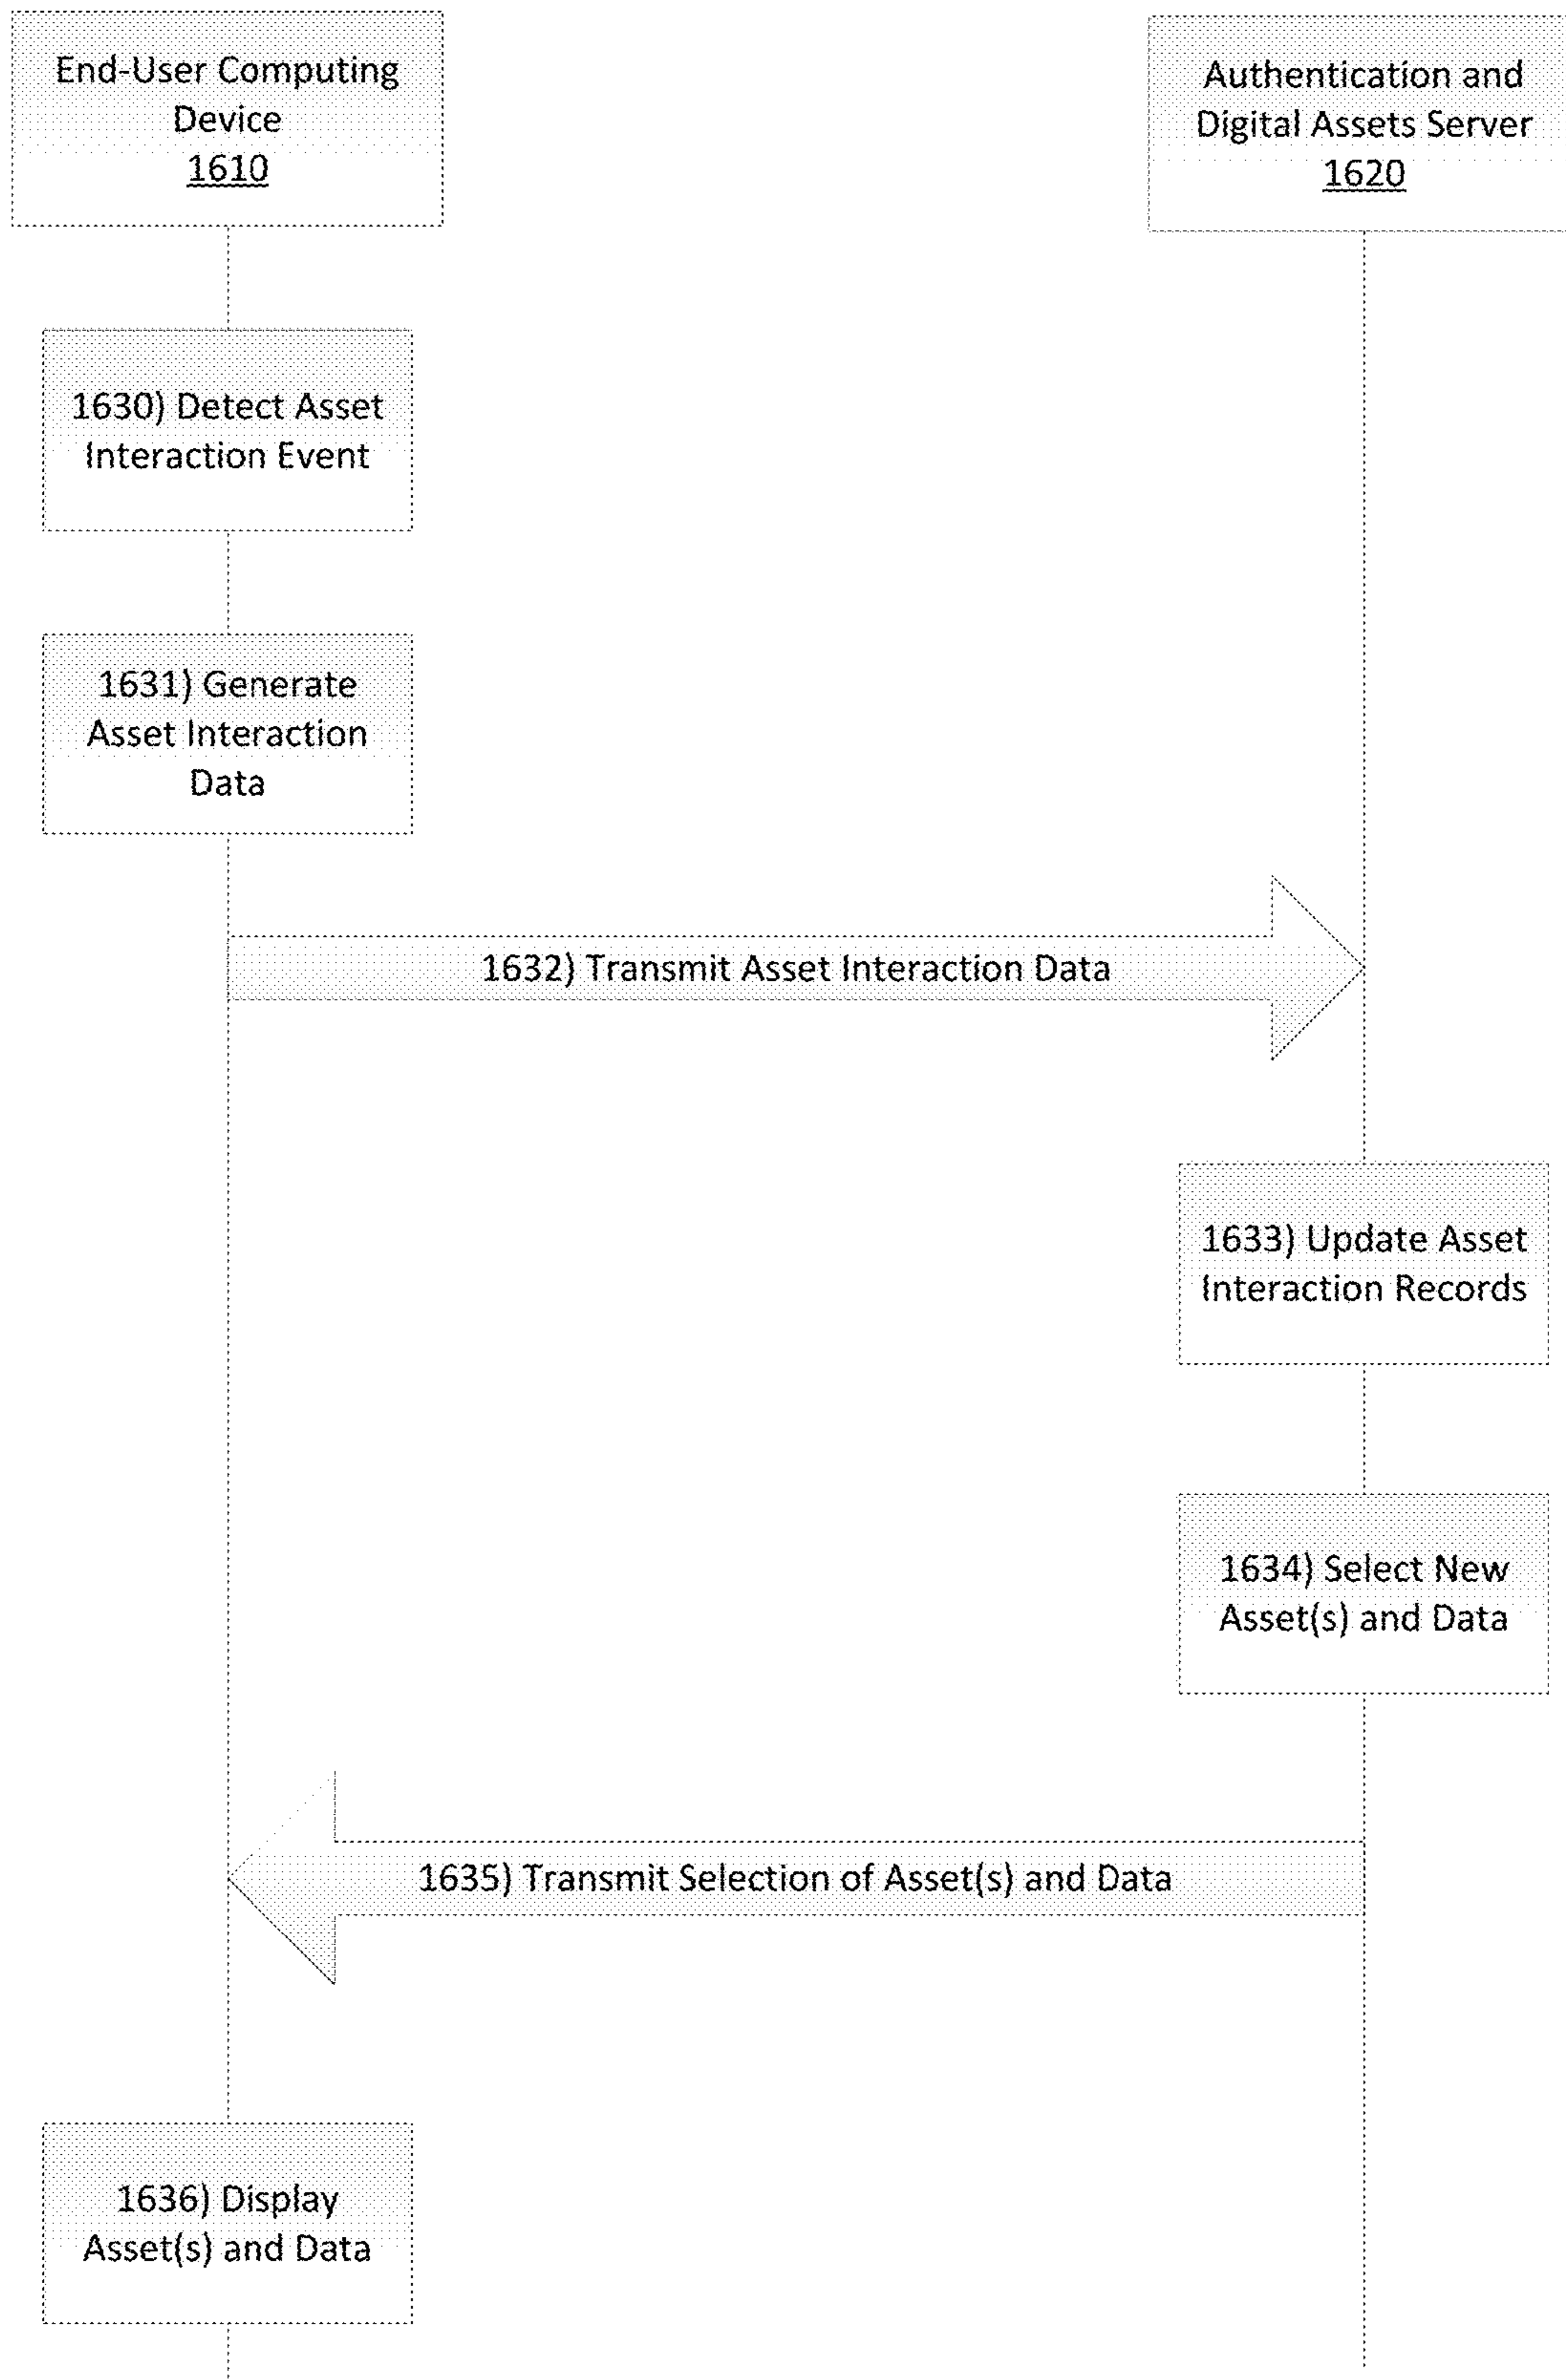 End-User Computing
Device
1610
Authentication and
Digital Assets Server
1620
1630) Detect Asset
Interaction Event
1631) Generate
Asset Interaction
Data
1632) Transmit Asset Interaction Data
1633) Update Asset
Interaction Records
1634) Select New
Asset(s) and Data
1635) Transmit Selection of Asset(s) and Data
1636) Display
Asset(s) and Data